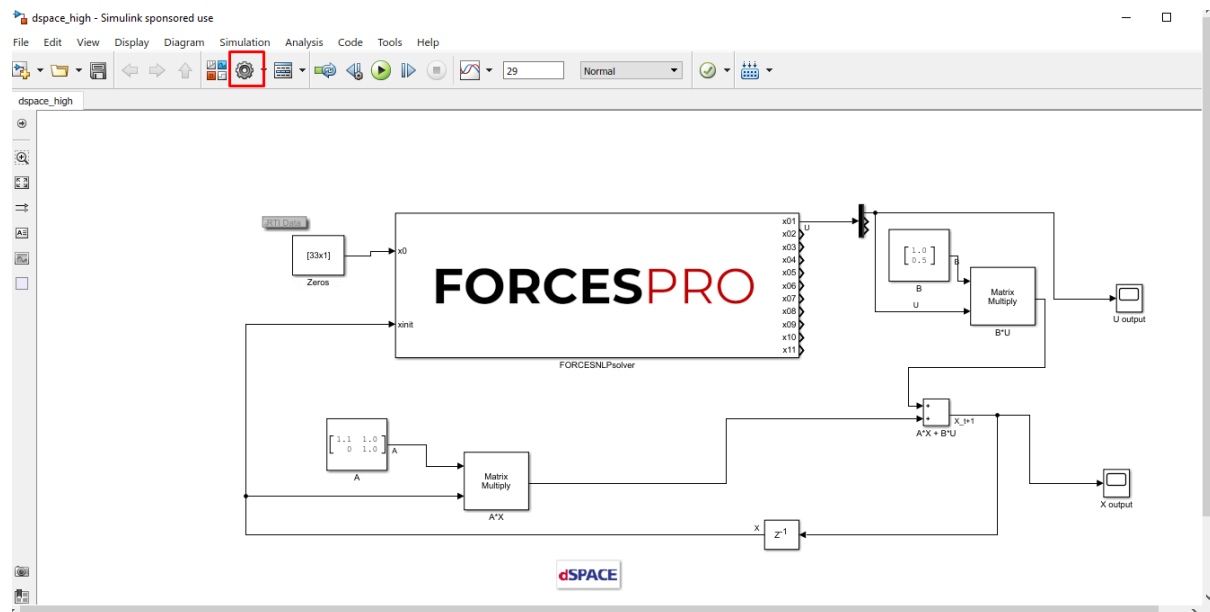 dspace_high - Simulink sponsored use
File Edit View Display Diagram Simulation Analysis Code Tools Help
29
Normal
dspace_high
RTI Data
[33x1]
Zeros
x0
xinit
FORCESPRO
x01
x02
x03
x04
x05
x06
x07
x08
x09
x10
x11
U
FORCESNLPsolver
1.0
0.5
B
B
U
Matrix
Multiply
B*U
U output
1.1 1.0
0 1.0
A
A
Matrix
Multiply
A*X
+
+
X_t+1
A*X + B*U
X output
X
Z-1
dSPACE